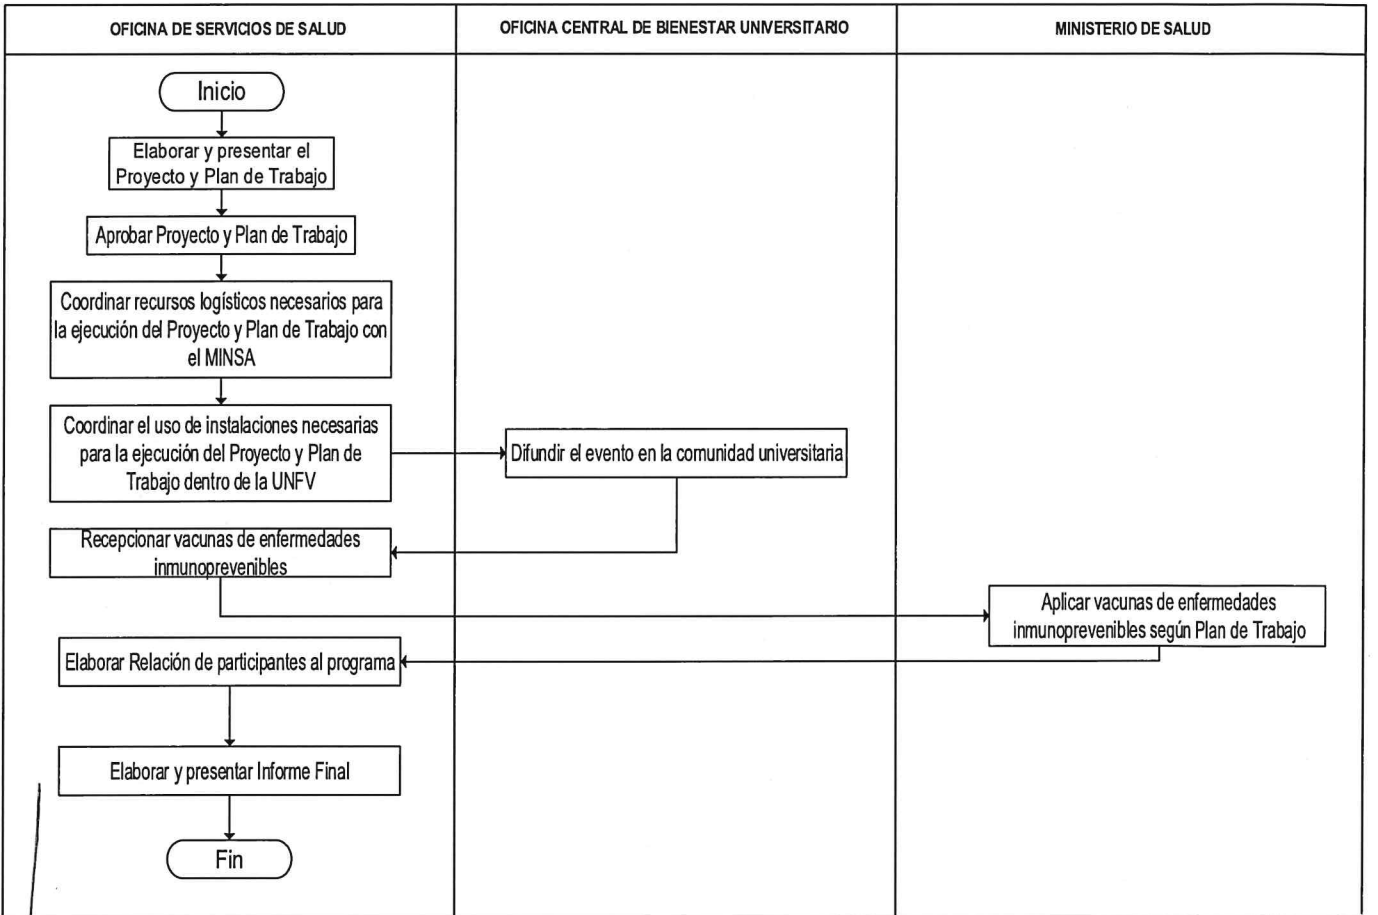 OFICINA DE SERVICIOS DE SALUD
OFICINA CENTRAL DE BIENESTAR UNIVERSITARIO
MINISTERIO DE SALUD
Inicio
Elaborar y presentar el
Proyecto y Plan de Trabajo
Aprobar Proyecto y Plan de Trabajo
Coordinar recursos logísticos necesarios para
la ejecución del Proyecto y Plan de Trabajo con
el MINSA
Coordinar el uso de instalaciones necesarias
para la ejecución del Proyecto y Plan de
Trabajo dentro de la UNFV
Difundir el evento en la comunidad universitaria
Recepcionar vacunas de enfermedades
inmunoprevenibles
Aplicar vacunas de enfermedades
inmunoprevenibles según Plan de Trabajo
Elaborar Relación de participantes al programa
Elaborar y presentar Informe Final
Fin